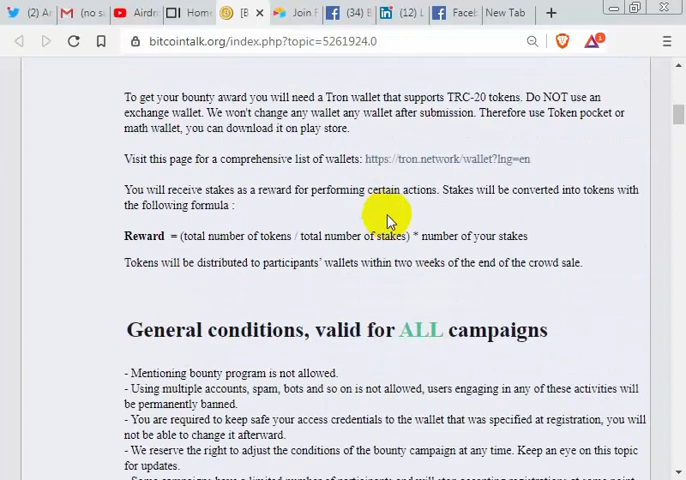 (2) An
(no s
YouTu
Airdr
Home
[B
Join F
(34) B
(12) L
Facel
New Tab
bitcointalk.org/index.php?topic=5261924.0
1
To get your bounty award you will need a Tron wallet that supports TRC-20 tokens. Do NOT use an
exchange wallet. We won't change any wallet any wallet after submission. Therefore use Token pocket or
math wallet, you can download it on play store.
Visit this page for a comprehensive list of wallets: https://tron.network/wallet?lng=en
You will receive stakes as a reward for performing certain actions. Stakes will be converted into tokens with
the following formula :
Reward = (total number of tokens / total number of stakes) * number of your stakes
Tokens will be distributed to participants' wallets within two weeks of the end of the crowd sale.
General conditions, valid for ALL campaigns
- Mentioning bounty program is not allowed.
- Using multiple accounts, spam, bots and so on is not allowed, users engaging in any of these activities will
be permanently banned.
- You are required to keep safe your access credentials to the wallet that was specified at registration, you will
not be able to change it afterward.
- We reserve the right to adjust the conditions of the bounty campaign at any time. Keep an eye on this topic
for updates.